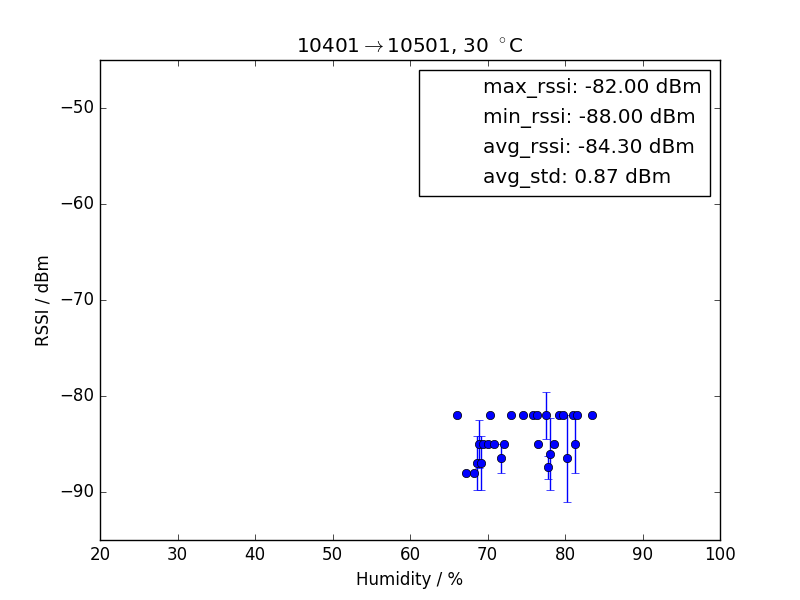 10401→10501, 30 °C
max_rssi: -82.00 dBm
min_rssi: -88.00 dBm
avg_rssi: -84.30 dBm
avg_std: 0.87 dBm
RSSI / dBm
−50
−60
−70
−80
−90
20 30 40 50 60 70 80 90 100
Humidity / %